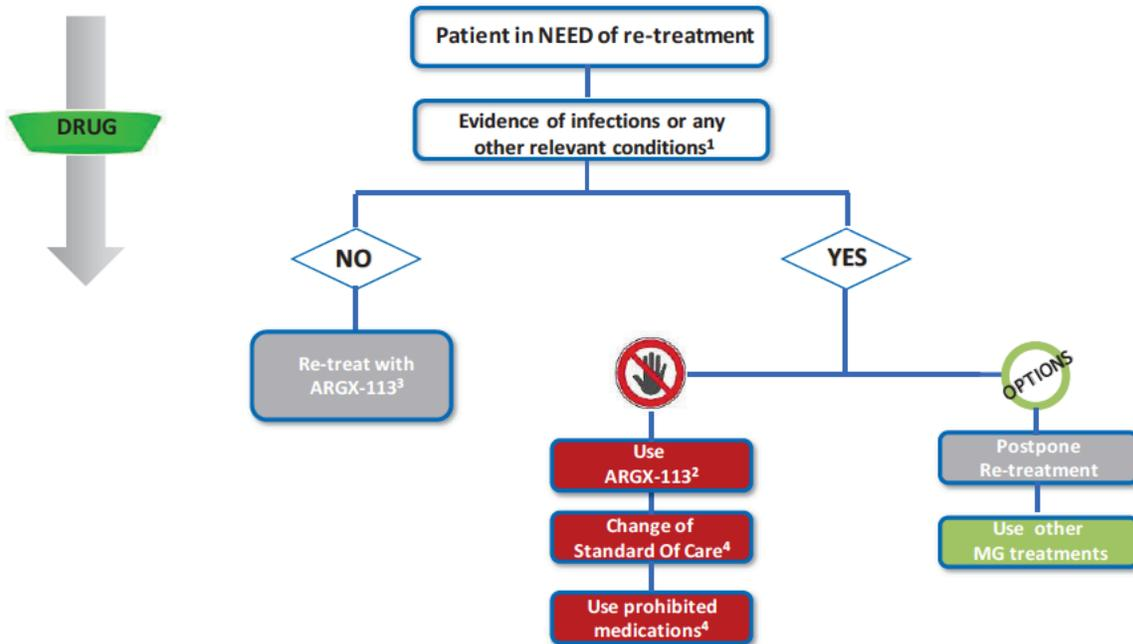 Patient in NEED of re-treatment
DRUG
Evidence of infections or any
other relevant conditions¹
NO
YES
Re-treat with
ARGX-113³
OPTIONS
Use
ARGX-113²
Postpone
Re-treatment
Change of
Standard Of Care⁴
Use other
MG treatments
Use prohibited
medications⁴